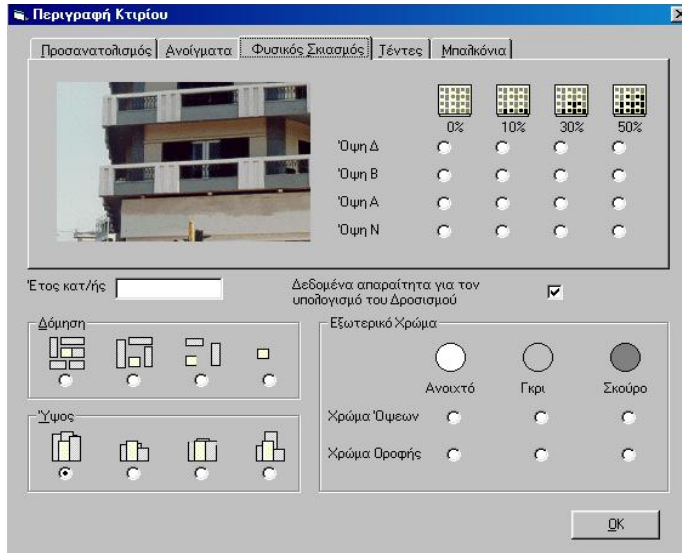 Περιγραφή Κτιρίου
Προσανατολισμός Ανοίγματα Φυσικός Σκιασμός Τέντες Μπαλκόνια
0% 10% 30% 50%
Όψη Δ
Όψη Β
Όψη Α
Όψη Ν
Έτος κατ/ής
Δεδομένα απαραίτητα για τον
υπολογισμό του Δροσισμού
Δόμηση
Εξωτερικό Χρώμα
Ανοιχτό Γκρι Σκούρο
Ύψος
Χρώμα Όψεων
Χρώμα Οροφής
OK